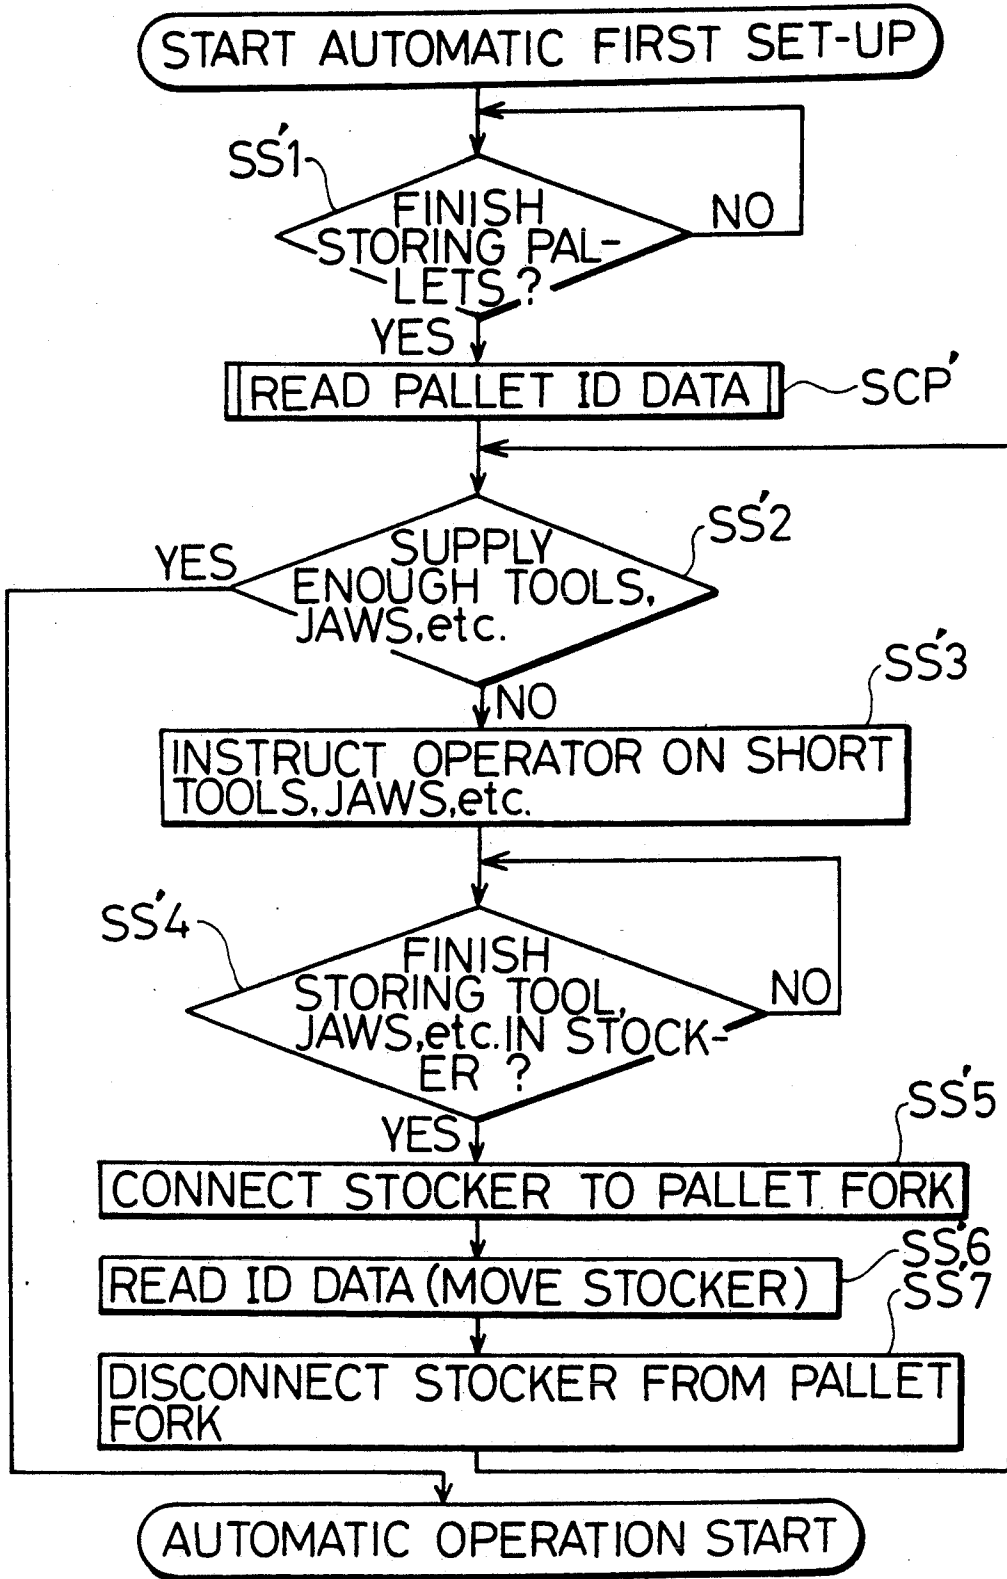 START AUTOMATIC FIRST SET-UP
SS'1
FINISH
STORING PAL-
LETS?
NO
YES
READ PALLET ID DATA
SCP'
SS'2
YES
SUPPLY
ENOUGH TOOLS,
JAWS,etc.
NO
SS'3
INSTRUCT OPERATOR ON SHORT
TOOLS,JAWS,etc.
SS'4
FINISH
STORING TOOL,
JAWS,etc.IN STOCK-
ER ?
NO
YES
SS'5
CONNECT STOCKER TO PALLET FORK
SS'6
READ ID DATA(MOVE STOCKER)
SS'7
DISCONNECT STOCKER FROM PALLET
FORK
AUTOMATIC OPERATION START